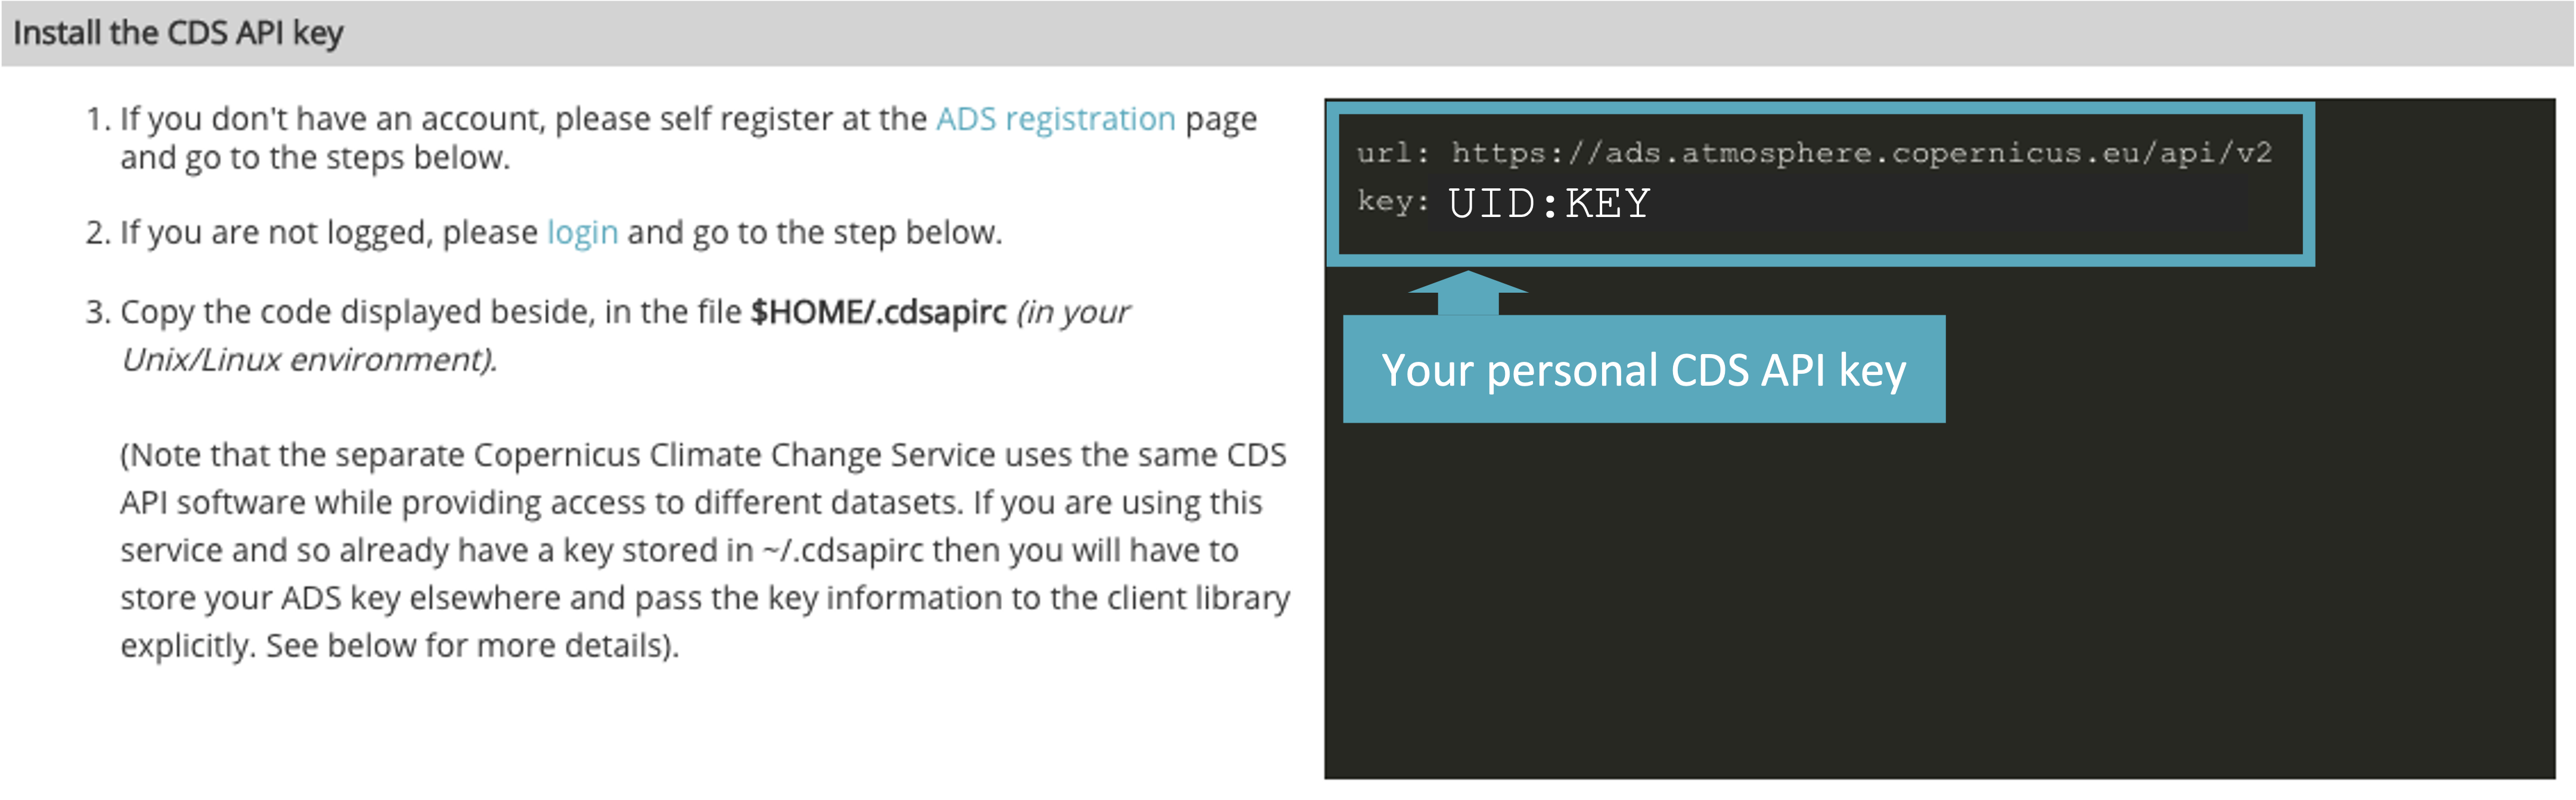 Install the CDS API key
1. If you don't have an account, please self register at the ADS registration page
and go to the steps below.
2. If you are not logged, please login and go to the step below.
3. Copy the code displayed beside, in the file $HOME/.cdsapirc (in your
Unix/Linux environment).
(Note that the separate Copernicus Climate Change Service uses the same CDS
API software while providing access to different datasets. If you are using this
service and so already have a key stored in ~/.cdsapirc then you will have to
store your ADS key elsewhere and pass the key information to the client library
explicitly. See below for more details).
url: https://ads.atmosphere.copernicus.eu/api/v2
key: UID:KEY
Your personal CDS API key